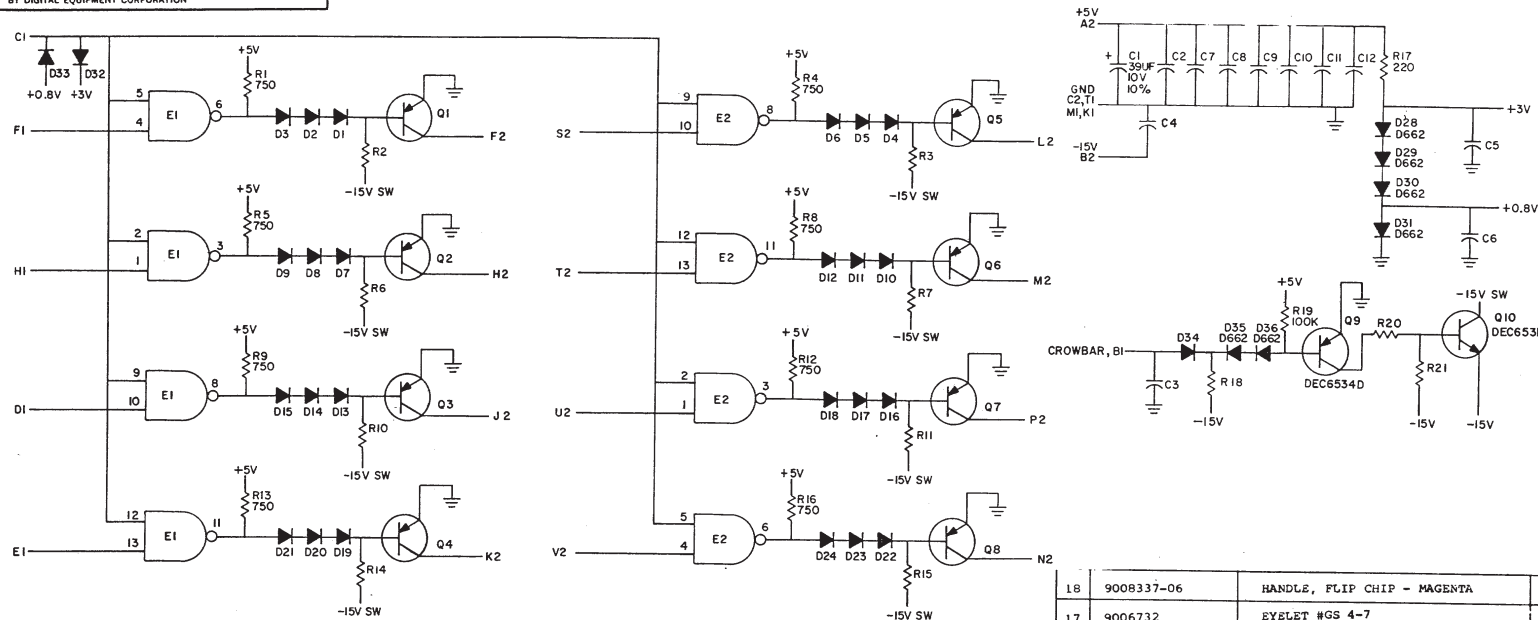 BY DIGITAL EQUIPMENT CORPORATION
C1
D33
D32
+0.8V
+3V
5
4
E1
6
F1
+5V
R1
750
D3 D2 D1
R2
-15V SW
Q1
F2
2
1
E1
3
H1
+5V
R5
750
D9 D8 D7
R6
-15V SW
Q2
H2
9
10
E1
8
D1
+5V
R9
750
D15 D14 D13
R10
-15V SW
Q3
J2
12
13
E1
11
E1
+5V
R13
750
D21 D20 D19
R14
-15V SW
Q4
K2
9
10
E2
8
S2
+5V
R4
750
D6 D5 D4
R3
-15V SW
Q5
L2
12
13
E2
11
T2
+5V
R8
750
D12 D11 D10
R7
-15V SW
Q6
M2
2
1
E2
3
U2
+5V
R12
750
D18 D17 D16
R11
-15V SW
Q7
P2
5
4
E2
6
V2
+5V
R16
750
D24 D23 D22
R15
-15V SW
Q8
N2
+5V
A2
+
C1
39UF
10V
10%
C2 C7 C8 C9 C10 C11 C12
R17
220
GND
C2,T1
M1,K1
C4
-15V
B2
+3V
D28
D662
C5
D29
D662
D30
D662
+0.8V
D31
D662
C6
CROWBAR, B1
C3
D34
R18
-15V
D35
D662
D36
D662
+5V
R19
100K
Q9
DEC6534D
R20
R21
-15V
-15V SW
Q10
-15V
18 9008337-06 HANDLE, FLIP CHIP - MAGENTA
17 9006732 EYELET #GS 4-7